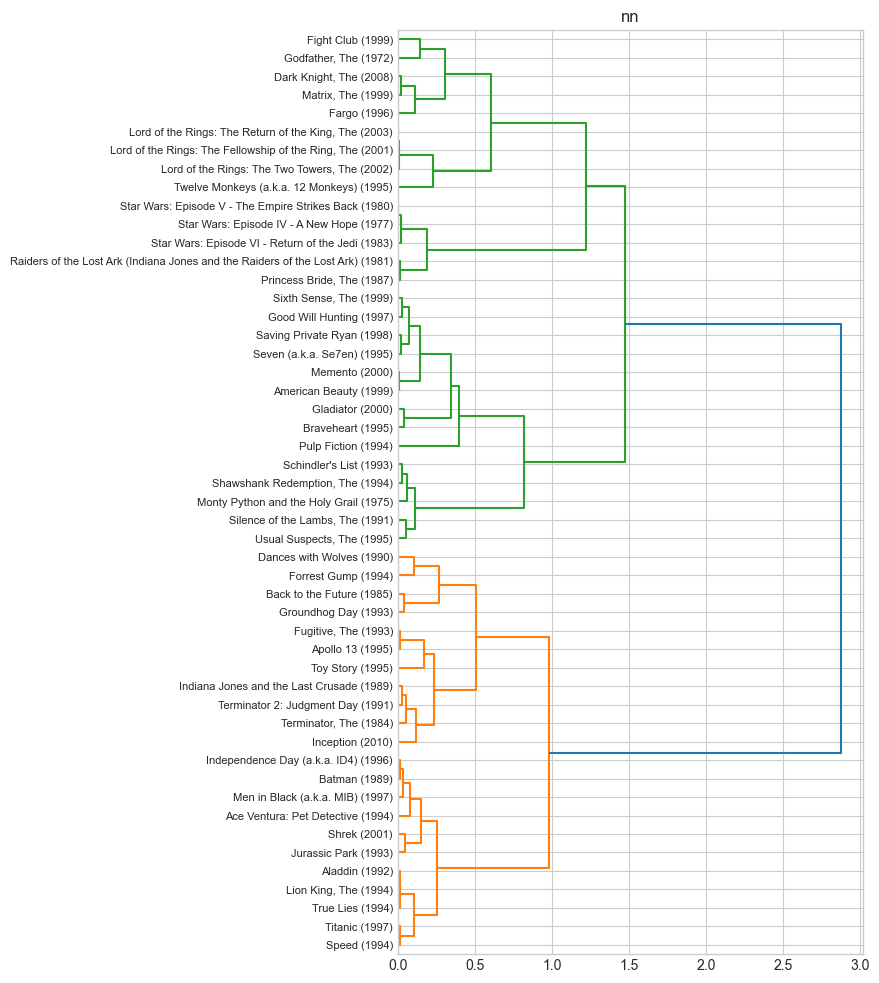 nn
Fight Club (1999)
Godfather, The (1972)
Dark Knight, The (2008)
Matrix, The (1999)
Fargo (1996)
Lord of the Rings: The Return of the King, The (2003)
Lord of the Rings: The Fellowship of the Ring, The (2001)
Lord of the Rings: The Two Towers, The (2002)
Twelve Monkeys (a.k.a. 12 Monkeys) (1995)
Star Wars: Episode V - The Empire Strikes Back (1980)
Star Wars: Episode IV - A New Hope (1977)
Star Wars: Episode VI - Return of the Jedi (1983)
Raiders of the Lost Ark (Indiana Jones and the Raiders of the Lost Ark) (1981)
Princess Bride, The (1987)
Sixth Sense, The (1999)
Good Will Hunting (1997)
Saving Private Ryan (1998)
Seven (a.k.a. Se7en) (1995)
Memento (2000)
American Beauty (1999)
Gladiator (2000)
Braveheart (1995)
Pulp Fiction (1994)
Schindler's List (1993)
Shawshank Redemption, The (1994)
Monty Python and the Holy Grail (1975)
Silence of the Lambs, The (1991)
Usual Suspects, The (1995)
Dances with Wolves (1990)
Forrest Gump (1994)
Back to the Future (1985)
Groundhog Day (1993)
Fugitive, The (1993)
Apollo 13 (1995)
Toy Story (1995)
Indiana Jones and the Last Crusade (1989)
Terminator 2: Judgment Day (1991)
Terminator, The (1984)
Inception (2010)
Independence Day (a.k.a. ID4) (1996)
Batman (1989)
Men in Black (a.k.a. MIB) (1997)
Ace Ventura: Pet Detective (1994)
Shrek (2001)
Jurassic Park (1993)
Aladdin (1992)
Lion King, The (1994)
True Lies (1994)
Titanic (1997)
Speed (1994)
0.0 0.5 1.0 1.5 2.0 2.5 3.0